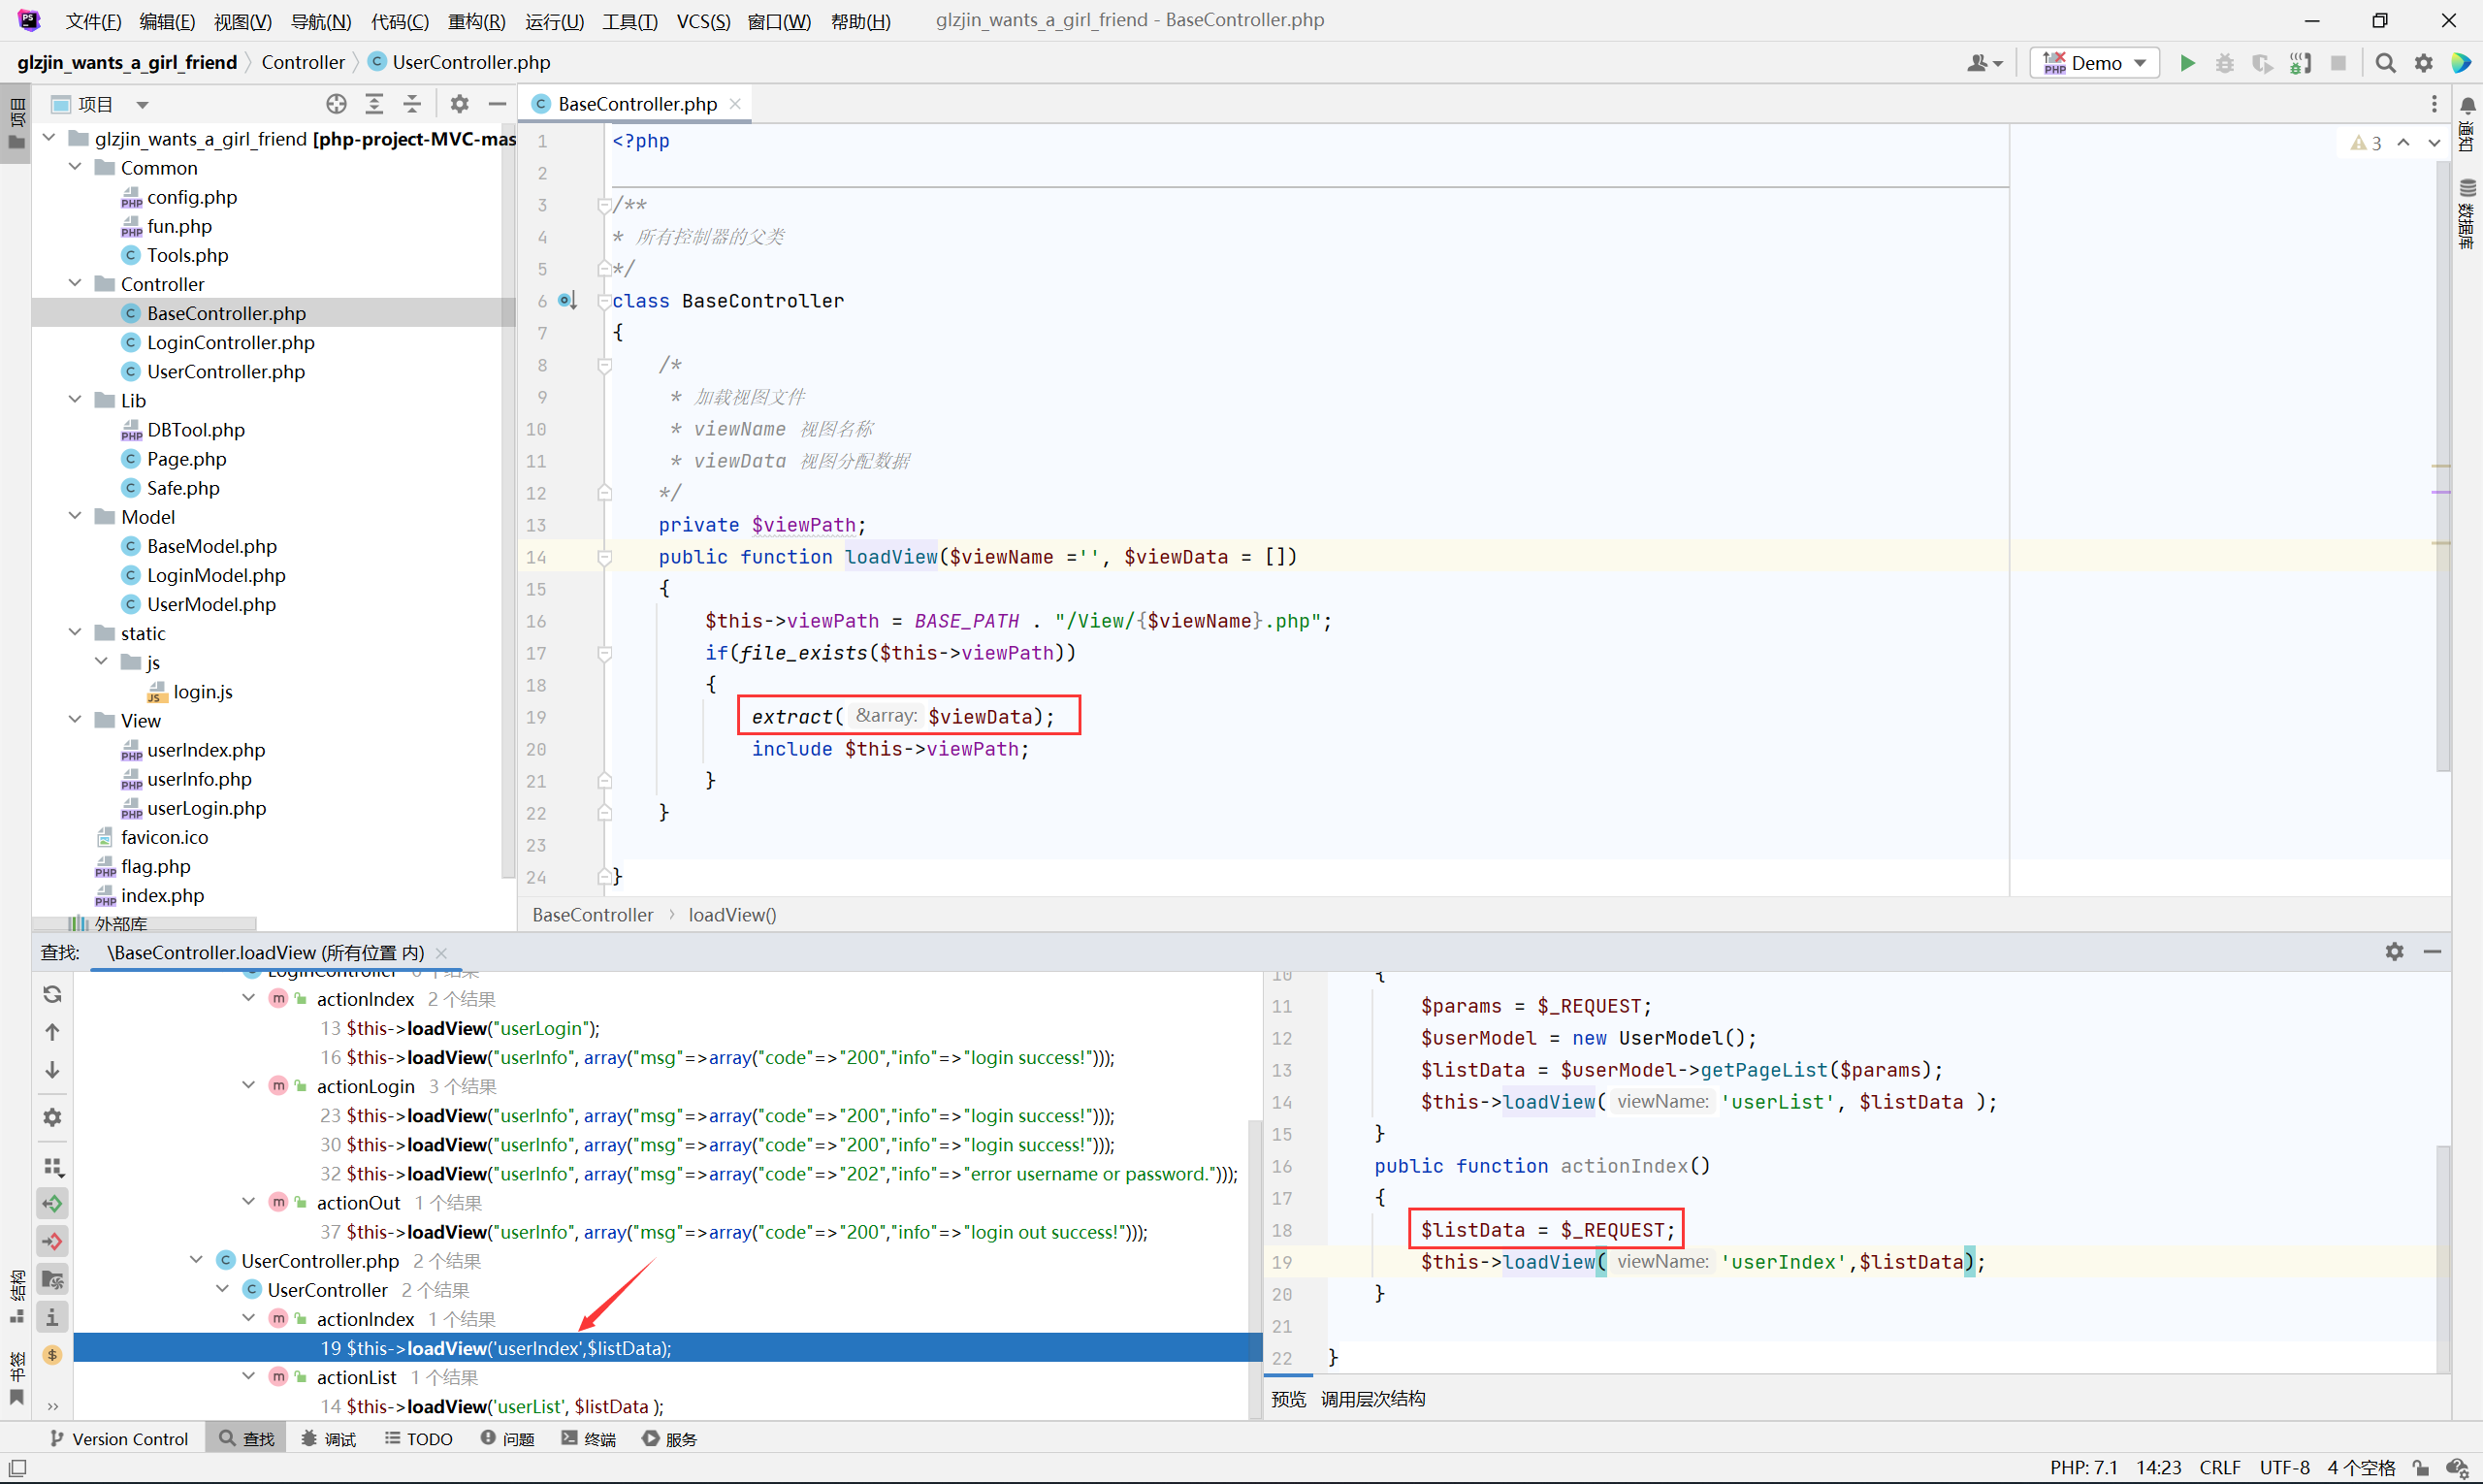 文件(F) 编辑(E) 视图(V) 导航(N) 代码(C) 重构(R) 运行(U) 工具(T) VCS(S) 窗口(W) 帮助(H) glzjin_wants_a_girl_friend - BaseController.php
glzjin_wants_a_girl_friend Controller UserController.php Demo
项目
项目
BaseController.php
glzjin_wants_a_girl_friend [php-project-MVC-mas
Common
config.php
fun.php
Tools.php
Controller
BaseController.php
LoginController.php
UserController.php
Lib
DBTool.php
Page.php
Safe.php
Model
BaseModel.php
LoginModel.php
UserModel.php
static
js
login.js
View
userIndex.php
userInfo.php
userLogin.php
favicon.ico
flag.php
index.php
外部库
1 <?php
2
3 /**
4 * 所有控制器的父类
5 */
6 class BaseController
7 {
8 /*
9 * 加载视图文件
10 * viewName 视图名称
11 * viewData 视图分配数据
12 */
13 private $viewPath;
14 public function loadView($viewName ='', $viewData = [])
15 {
16 $this->viewPath = BASE_PATH . "/View/{$viewName}.php";
17 if(file_exists($this->viewPath))
18 {
19 extract( &array: $viewData);
20 include $this->viewPath;
21 }
22 }
23
24 }
3
通知
数据库
BaseController › loadView()
查找: \BaseController.loadView (所有位置 内)
LoginController 6 个结果
actionIndex 2 个结果
13 $this->loadView("userLogin");
16 $this->loadView("userInfo", array("msg"=>array("code"=>"200","info"=>"login success!")));
actionLogin 3 个结果
23 $this->loadView("userInfo", array("msg"=>array("code"=>"200","info"=>"login success!")));
30 $this->loadView("userInfo", array("msg"=>array("code"=>"200","info"=>"login success!")));
32 $this->loadView("userInfo", array("msg"=>array("code"=>"202","info"=>"error username or password.")));
actionOut 1 个结果
37 $this->loadView("userInfo", array("msg"=>array("code"=>"200","info"=>"login out success!")));
UserController.php 2 个结果
UserController 2 个结果
actionIndex 1 个结果
19 $this->loadView('userIndex',$listData);
actionList 1 个结果
14 $this->loadView('userList', $listData );
10 {
11 $params = $_REQUEST;
12 $userModel = new UserModel();
13 $listData = $userModel->getPageList($params);
14 $this->loadView( viewName: 'userList', $listData );
15 }
16 public function actionIndex()
17 {
18 $listData = $_REQUEST;
19 $this->loadView( viewName: 'userIndex',$listData);
20 }
21
22 }
预览 调用层次结构
结构
书签
Version Control 查找 调试 TODO 问题 终端 服务
PHP: 7.1 14:23 CRLF UTF-8 4 个空格